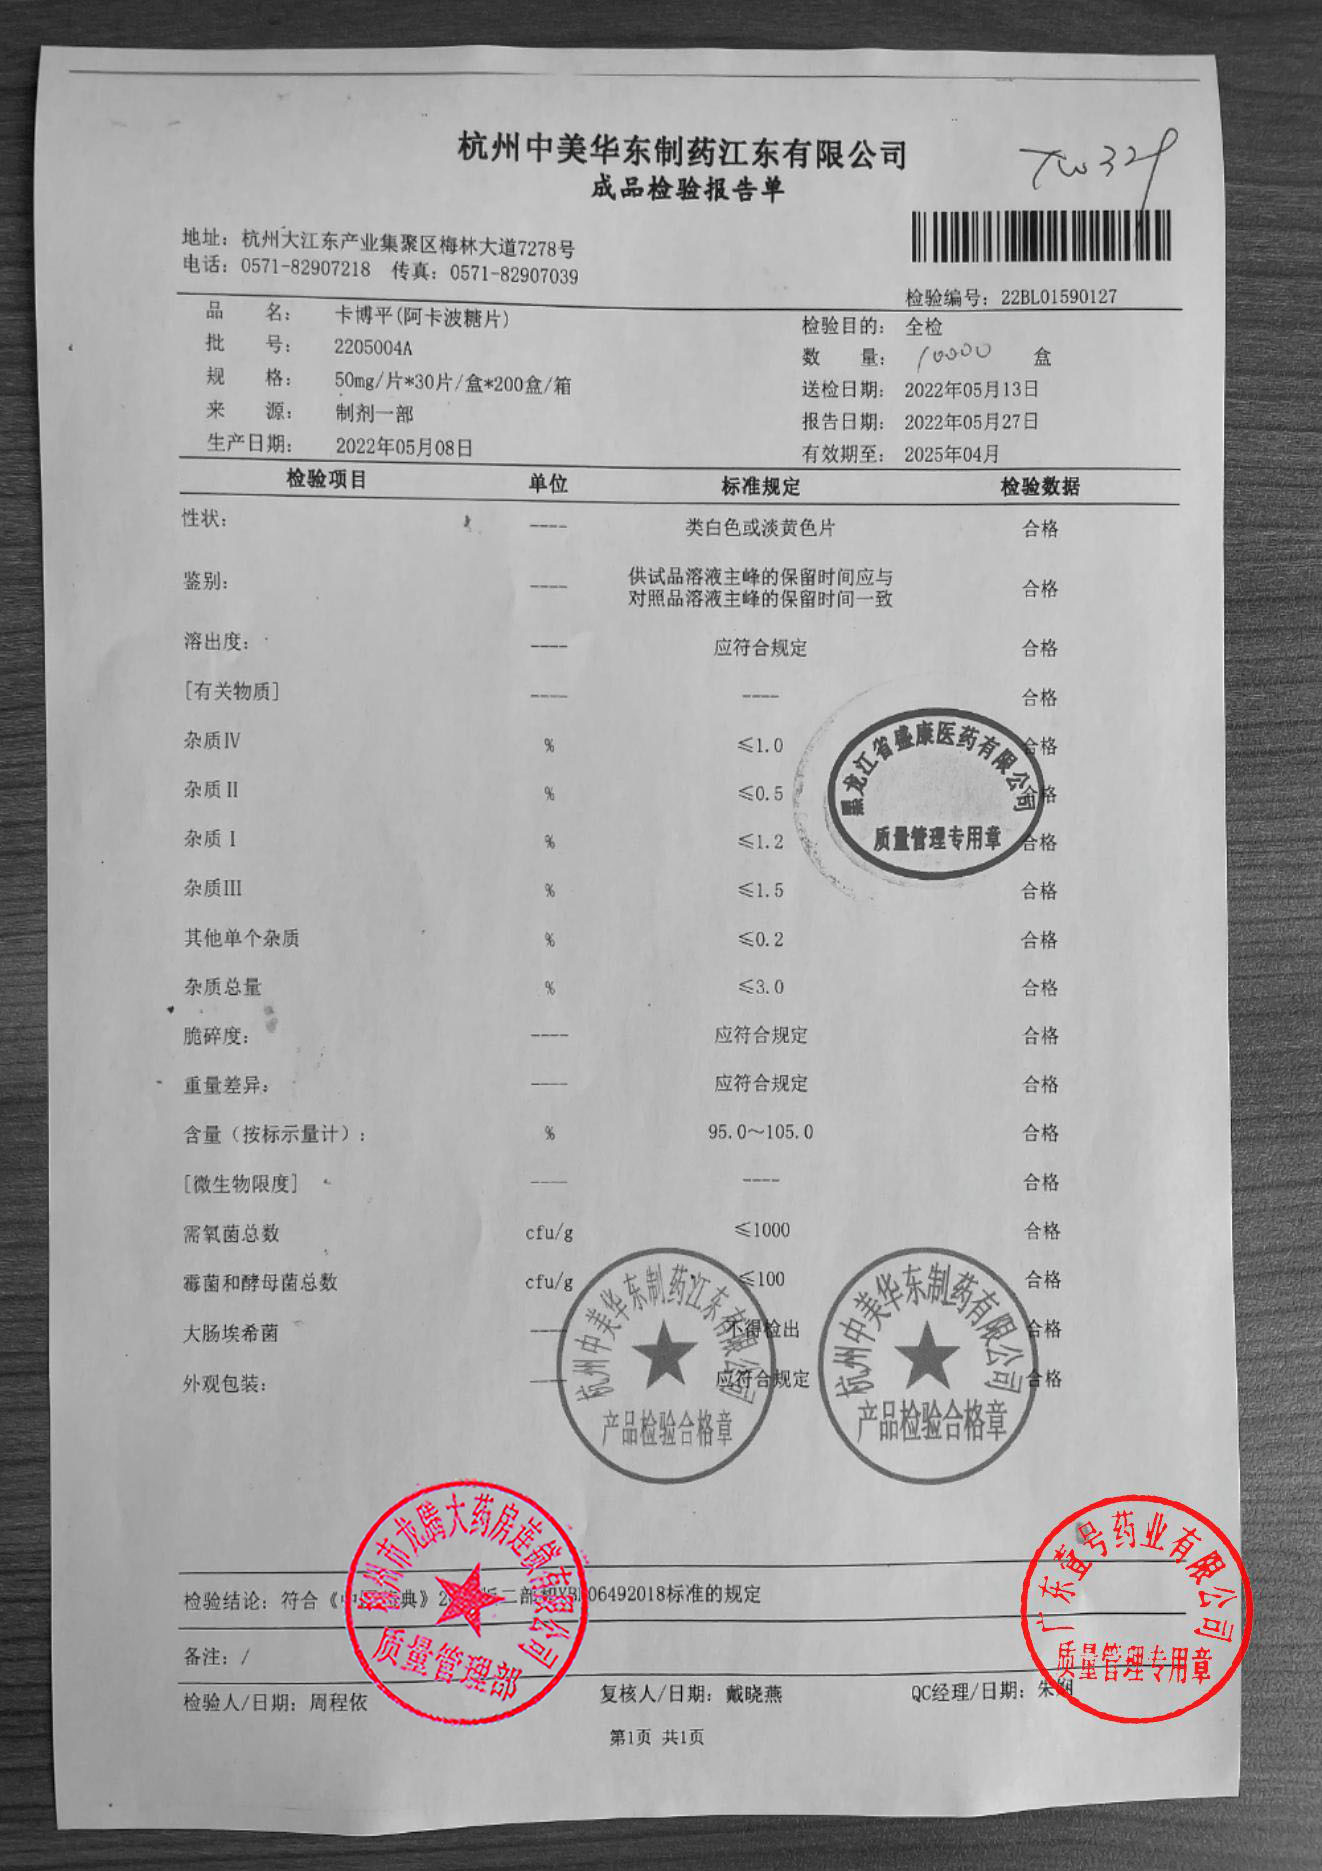 杭州中美华东制药江东有限公司
成品检验报告单
地址：杭州大江东产业集聚区梅林大道7278号
电话：0571-82907218 传真：0571-82907039
检验编号：22BL01590127
品 名： 卡博平(阿卡波糖片)
检验目的： 全检
批 号： 2205004A
数 量： 10000 盒
规 格： 50mg/片*30片/盒*200盒/箱
送检日期： 2022年05月13日
来 源： 制剂一部
报告日期： 2022年05月27日
生产日期： 2022年05月08日
有效期至： 2025年04月
检验项目 单位 标准规定 检验数据
性状： ---- 类白色或淡黄色片 合格
鉴别： ---- 供试品溶液主峰的保留时间应与
对照品溶液主峰的保留时间一致 合格
溶出度： ---- 应符合规定 合格
[有关物质] ---- ---- 合格
杂质IV % ≤1.0 合格
杂质II % ≤0.5 合格
杂质I % ≤1.2 合格
杂质III % ≤1.5 合格
其他单个杂质 % ≤0.2 合格
杂质总量 % ≤3.0 合格
脆碎度： ---- 应符合规定 合格
重量差异： ---- 应符合规定 合格
含量（按标示量计）： % 95.0～105.0 合格
[微生物限度] ---- ---- 合格
需氧菌总数 cfu/g ≤1000 合格
霉菌和酵母菌总数 cfu/g ≤100 合格
大肠埃希菌 ---- 不得检出 合格
外观包装： ---- 应符合规定 合格
黑龙江省盛康医药有限公司
质量管理专用章
杭州中美华东制药江东有限公司
产品检验合格章
杭州中美华东制药有限公司
产品检验合格章
检验结论：符合《中 典》2 二部 06492018标准的规定
备注：/
检验人/日期：周程依 复核人/日期：戴晓燕 QC经理/日期：朱
州市龙腾大药房连锁有限公司
质量管理部
广东壹号药业有限公司
质量管理专用章
第1页 共1页